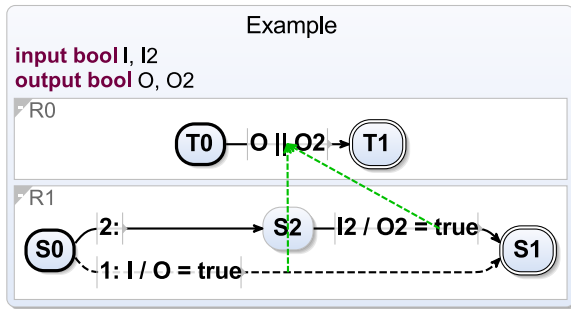 Example
input bool I, I2
output bool O, O2
R0
T0 O || O2 T1
R1
2: S2 I2 / O2 = true
S0 S1
1: I / O = true